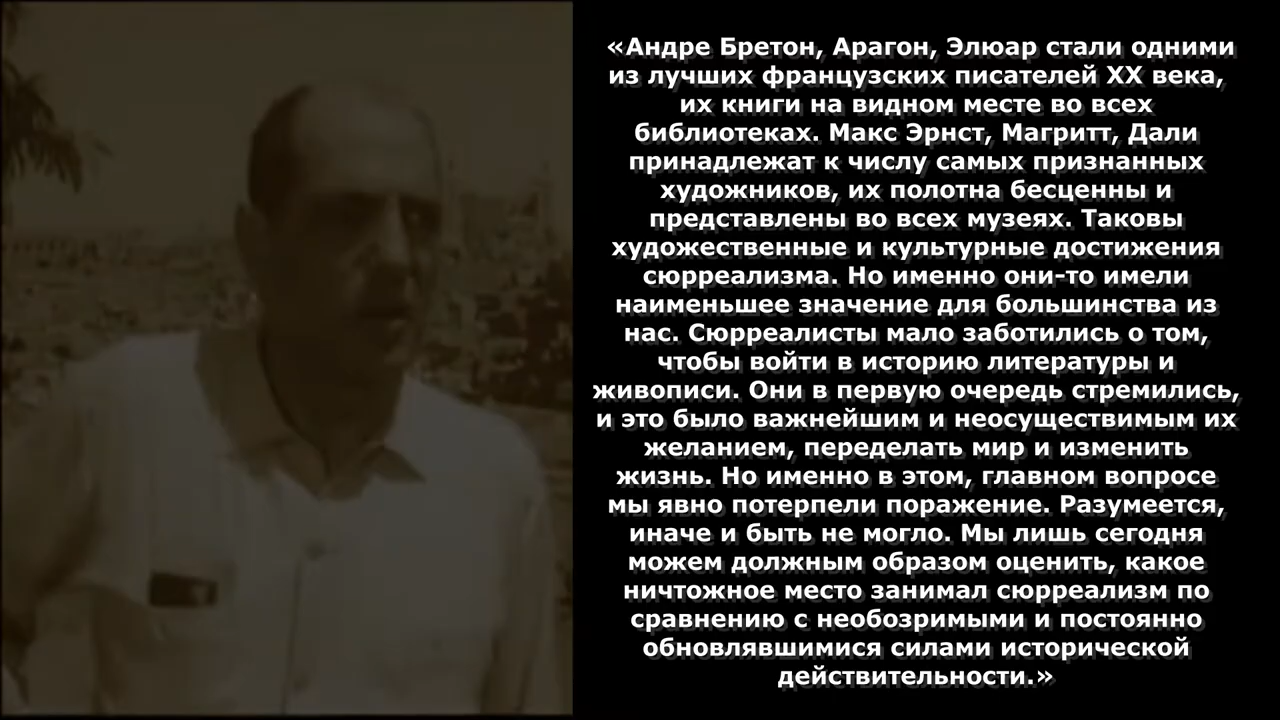 «Андре Бретон, Арагон, Элюар стали одними
из лучших французских писателей XX века,
их книги на видном месте во всех
библиотеках. Макс Эрнст, Магритт, Дали
принадлежат к числу самых признанных
художников, их полотна бесценны и
представлены во всех музеях. Таковы
художественные и культурные достижения
сюрреализма. Но именно они-то имели
наименьшее значение для большинства из
нас. Сюрреалисты мало заботились о том,
чтобы войти в историю литературы и
живописи. Они в первую очередь стремились,
и это было важнейшим и неосуществимым их
желанием, переделать мир и изменить
жизнь. Но именно в этом, главном вопросе
мы явно потерпели поражение. Разумеется,
иначе и быть не могло. Мы лишь сегодня
можем должным образом оценить, какое
ничтожное место занимал сюрреализм по
сравнению с необозримыми и постоянно
обновлявшимися силами исторической
действительности.»